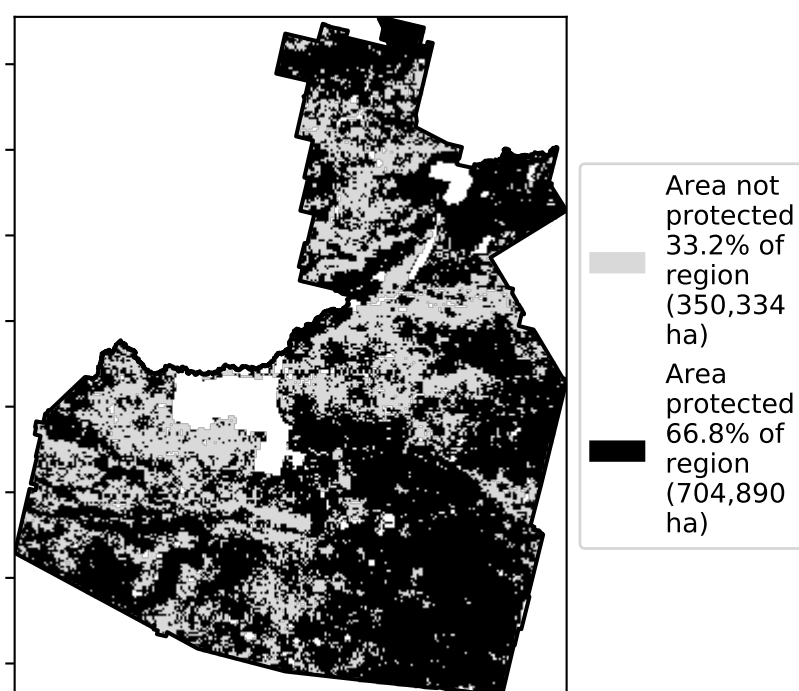 Area not
protected
33.2% of
region
(350,334
ha)
Area
protected
66.8% of
region
(704,890
ha)